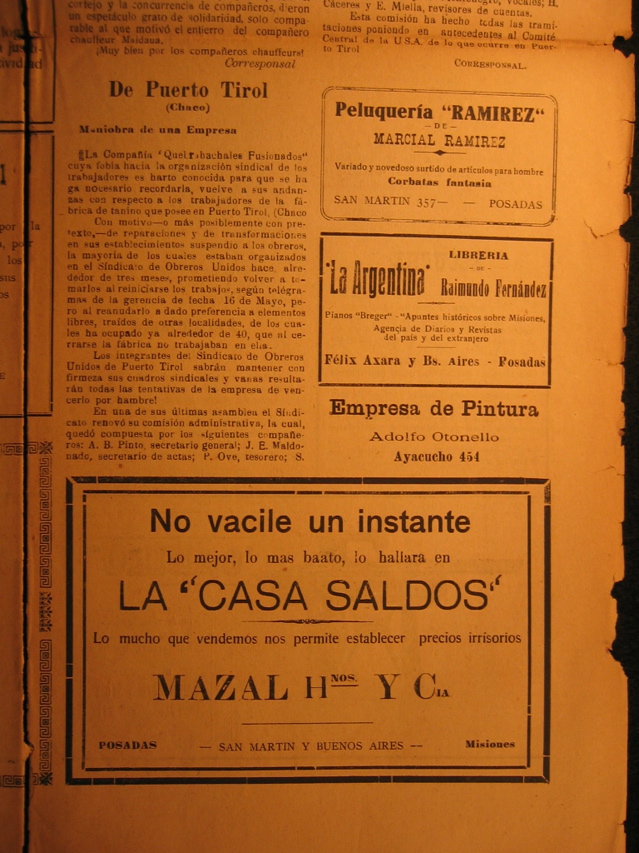 cortejo y la concurrencia de compañeros, dieron
un espectáculo grato de solidaridad, solo compa-
rable al que motivó el entierro del compañero
chauffeur Maidana.
¡Muy bien por los compañeros chauffeurs!
Corresponsal
De Puerto Tirol
(Chaco)
Maniobra de una Empresa
La Compañía "Quebrachales Fusionados"
cuya fobia hacia la organización sindical de los
trabajadores es harto conocida para que se ha-
ga necesario recordarla, vuelve a sus andan-
zas con respecto a los trabajadores de la fá-
brica de tanino que posee en Puerto Tirol, (Chaco
Con motivo—o más posiblemente con pre-
texto,—de reparaciones y de transformaciones
en sus establecimientos suspendio a los obreros,
la mayoría de los cuales estaban organizados
en el Sindicato de Obreros Unidos hace, alre-
dedor de tres meses, prometiendo volver a to-
marlos al reiniciarse los trabajos, según telégra-
mas de la gerencia de fecha 16 de Mayo, pero
al reanudarlo a dado preferencia a elementos
libres, traídos de otras localidades, de los cua-
les ha ocupado ya alrededor de 40, que al ce-
rrarse la fábrica no trabajaban en ella.
Los integrantes del Sindicato de Obreros
Unidos de Puerto Tirol sabrán mantener con
firmeza sus cuadros sindicales y vanas resulta-
rán todas las tentativas de la empresa de ven-
cerlo por hambre!
En una de sus últimas asamblea el Sindi-
cato renovó su comisión administrativa, la cual,
quedó compuesta por los siguientes compañe-
ros: A. B. Pinto, secretario general; J. E. Maldo-
nado, secretario de actas; P. Ove, tesorero; S.
vocales; H.
Cáceres y E. Miella, revisores de cuentas.
Esta comisión ha hecho todas las trami-
taciones poniendo en antecedentes al Comité
Central de la U.S.A. de lo que ocurre en Puer-
to Tirol
CORRESPONSAL.
Peluquería "RAMIREZ"
— DE —
MARCIAL RAMIREZ
Variado y novedoso surtido de artículos para hombre
Corbatas fantasia
SAN MARTIN 357— — POSADAS
LIBRERIA
"La Argentina"
— DE —
Raimundo Fernández
Pianos "Breger" - "Apuntes históricos sobre Misiones,
Agencia de Diarios y Revistas
del país y del extranjero
Félix Axara y Bs. Aires - Posadas
Empresa de Pintura
Adolfo Otonello
Ayacucho 454
No vacile un instante
Lo mejor, lo mas baato, lo hallara en
LA "CASA SALDOS"
Lo mucho que vendemos nos permite establecer precios irrisorios
MAZAL HNOS. Y CIA
POSADAS — SAN MARTIN Y BUENOS AIRES — Misiones